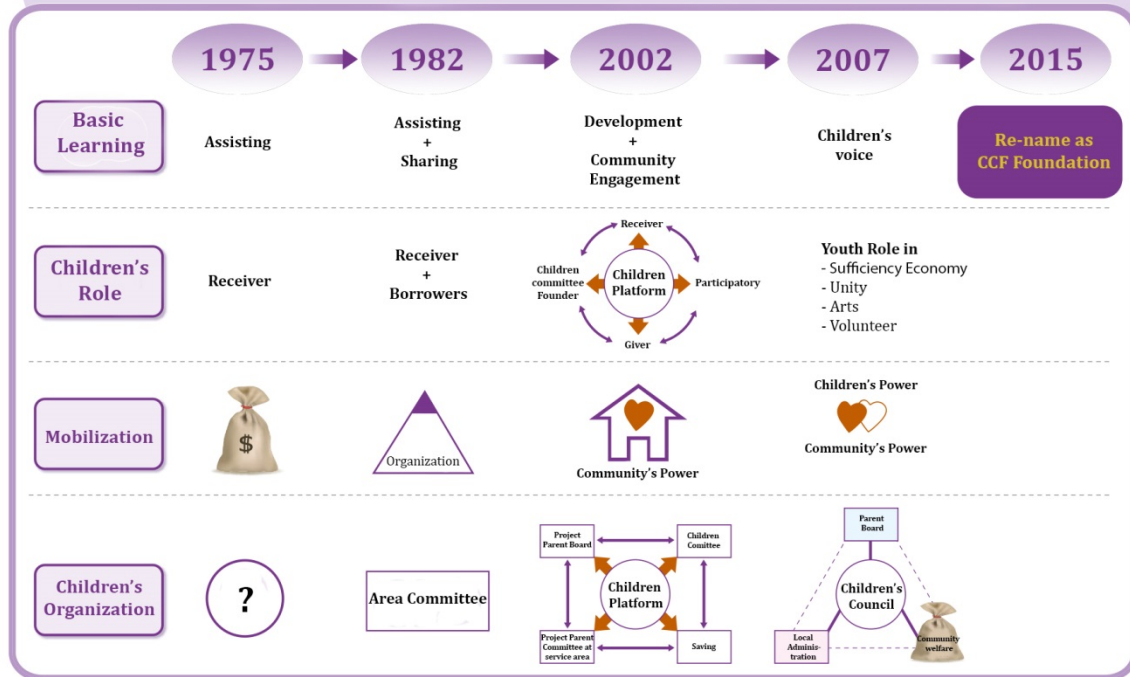 1975
1982
2002
2007
2015
Basic
Learning
Assisting
Assisting
+
Sharing
Development
+
Community
Engagement
Children's
voice
Re-name as
CCF Foundation
Children's
Role
Receiver
Receiver
+
Borrowers
Receiver
Children
committee
Founder
Children
Platform
Participatory
Giver
Youth Role in
- Sufficiency Economy
- Unity
- Arts
- Volunteer
Mobilization
$
Organization
Community's Power
Children's Power
Community's Power
Children's
Organization
?
Area Committee
Project
Parent Board
Children
Comittee
Children
Platform
Project Parent
Committee at
service area
Saving
Parent
Board
Children's
Council
Local
Adminis-
tration
Community
welfare